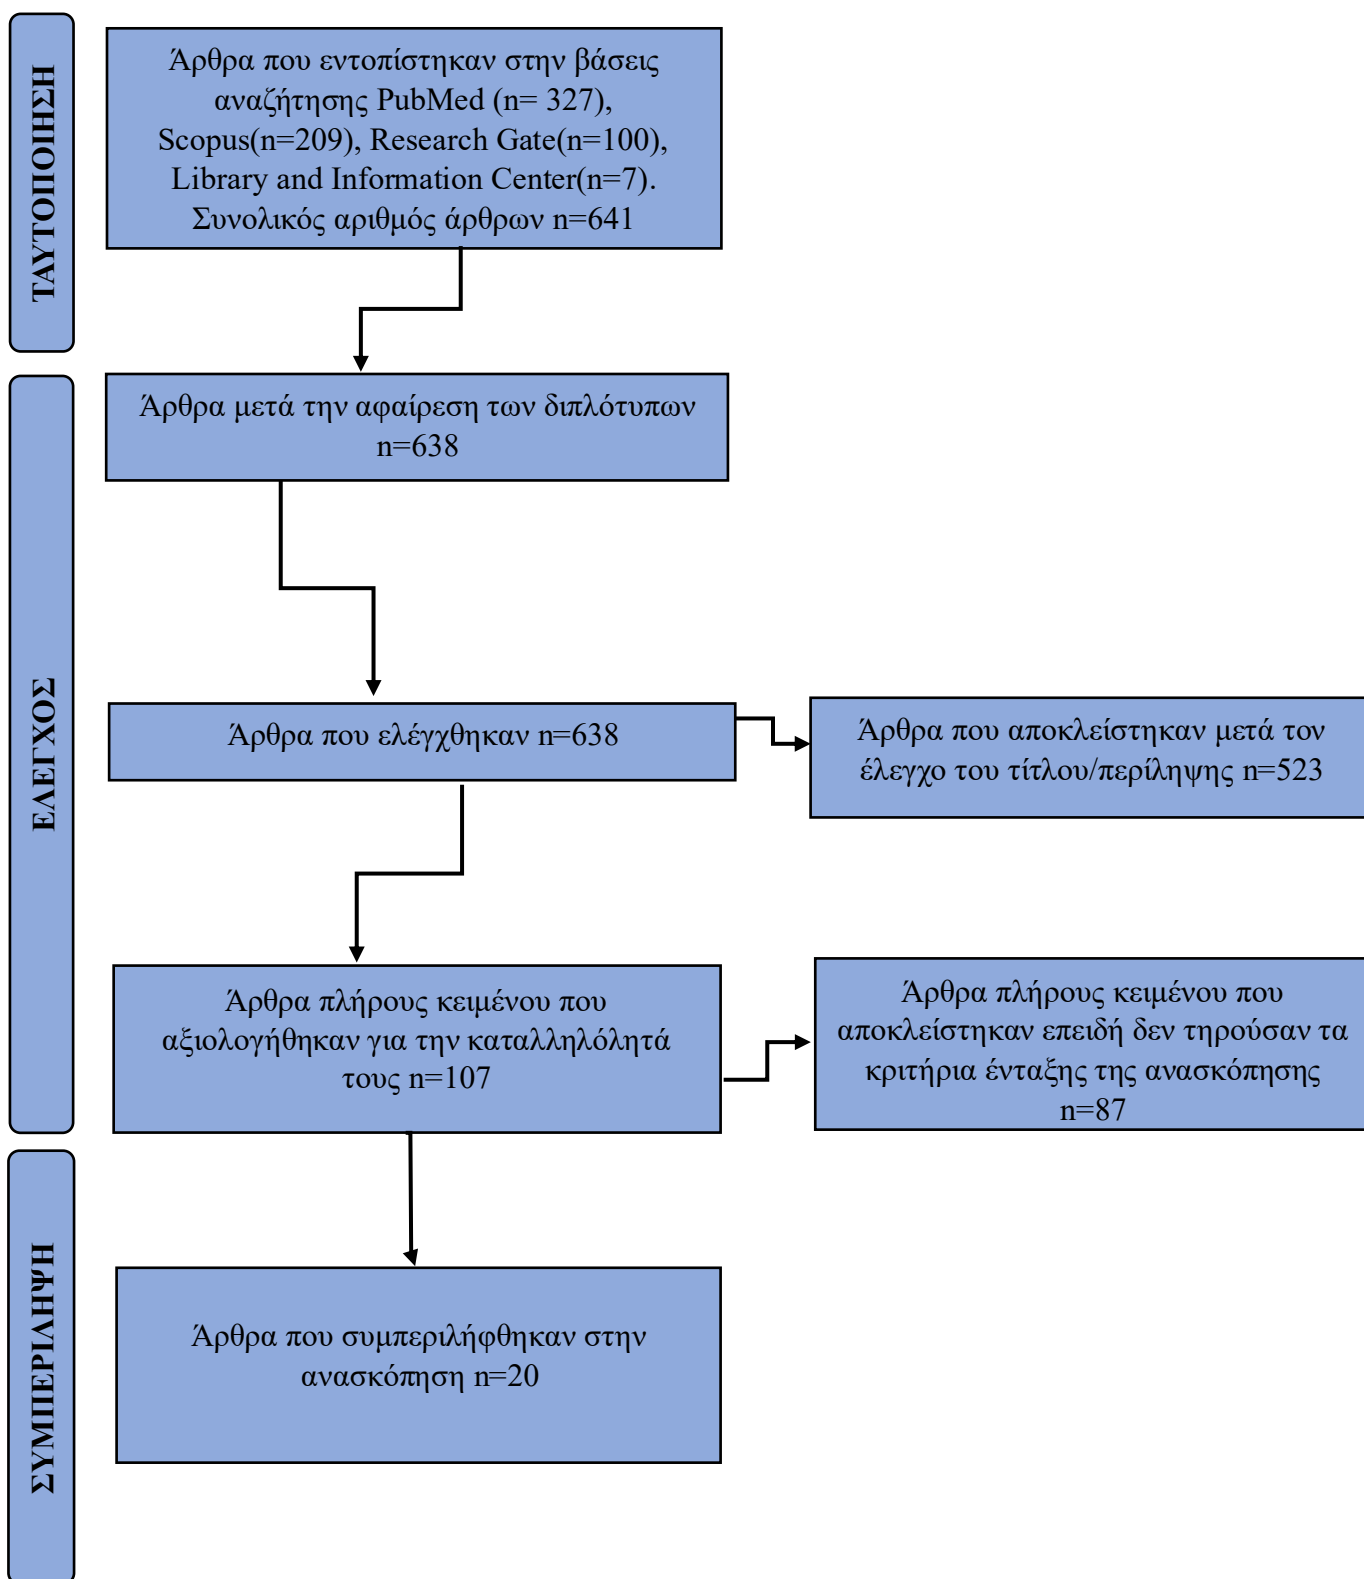 ΤΑΥΤΟΠΟΙΗΣΗ
Άρθρα που εντοπίστηκαν στην βάσεις
αναζήτησης PubMed (n= 327),
Scopus(n=209), Research Gate(n=100),
Library and Information Center(n=7).
Συνολικός αριθμός άρθρων n=641
ΕΛΕΓΧΟΣ
Άρθρα μετά την αφαίρεση των διπλότυπων
n=638
Άρθρα που ελέγχθηκαν n=638
Άρθρα που αποκλείστηκαν μετά τον
έλεγχο του τίτλου/περίληψης n=523
Άρθρα πλήρους κειμένου που
αξιολογήθηκαν για την καταλληλόλητά
τους n=107
Άρθρα πλήρους κειμένου που
αποκλείστηκαν επειδή δεν τηρούσαν τα
κριτήρια ένταξης της ανασκόπησης
n=87
ΣΥΜΠΕΡΙΛΗΨΗ
Άρθρα που συμπεριλήφθηκαν στην
ανασκόπηση n=20